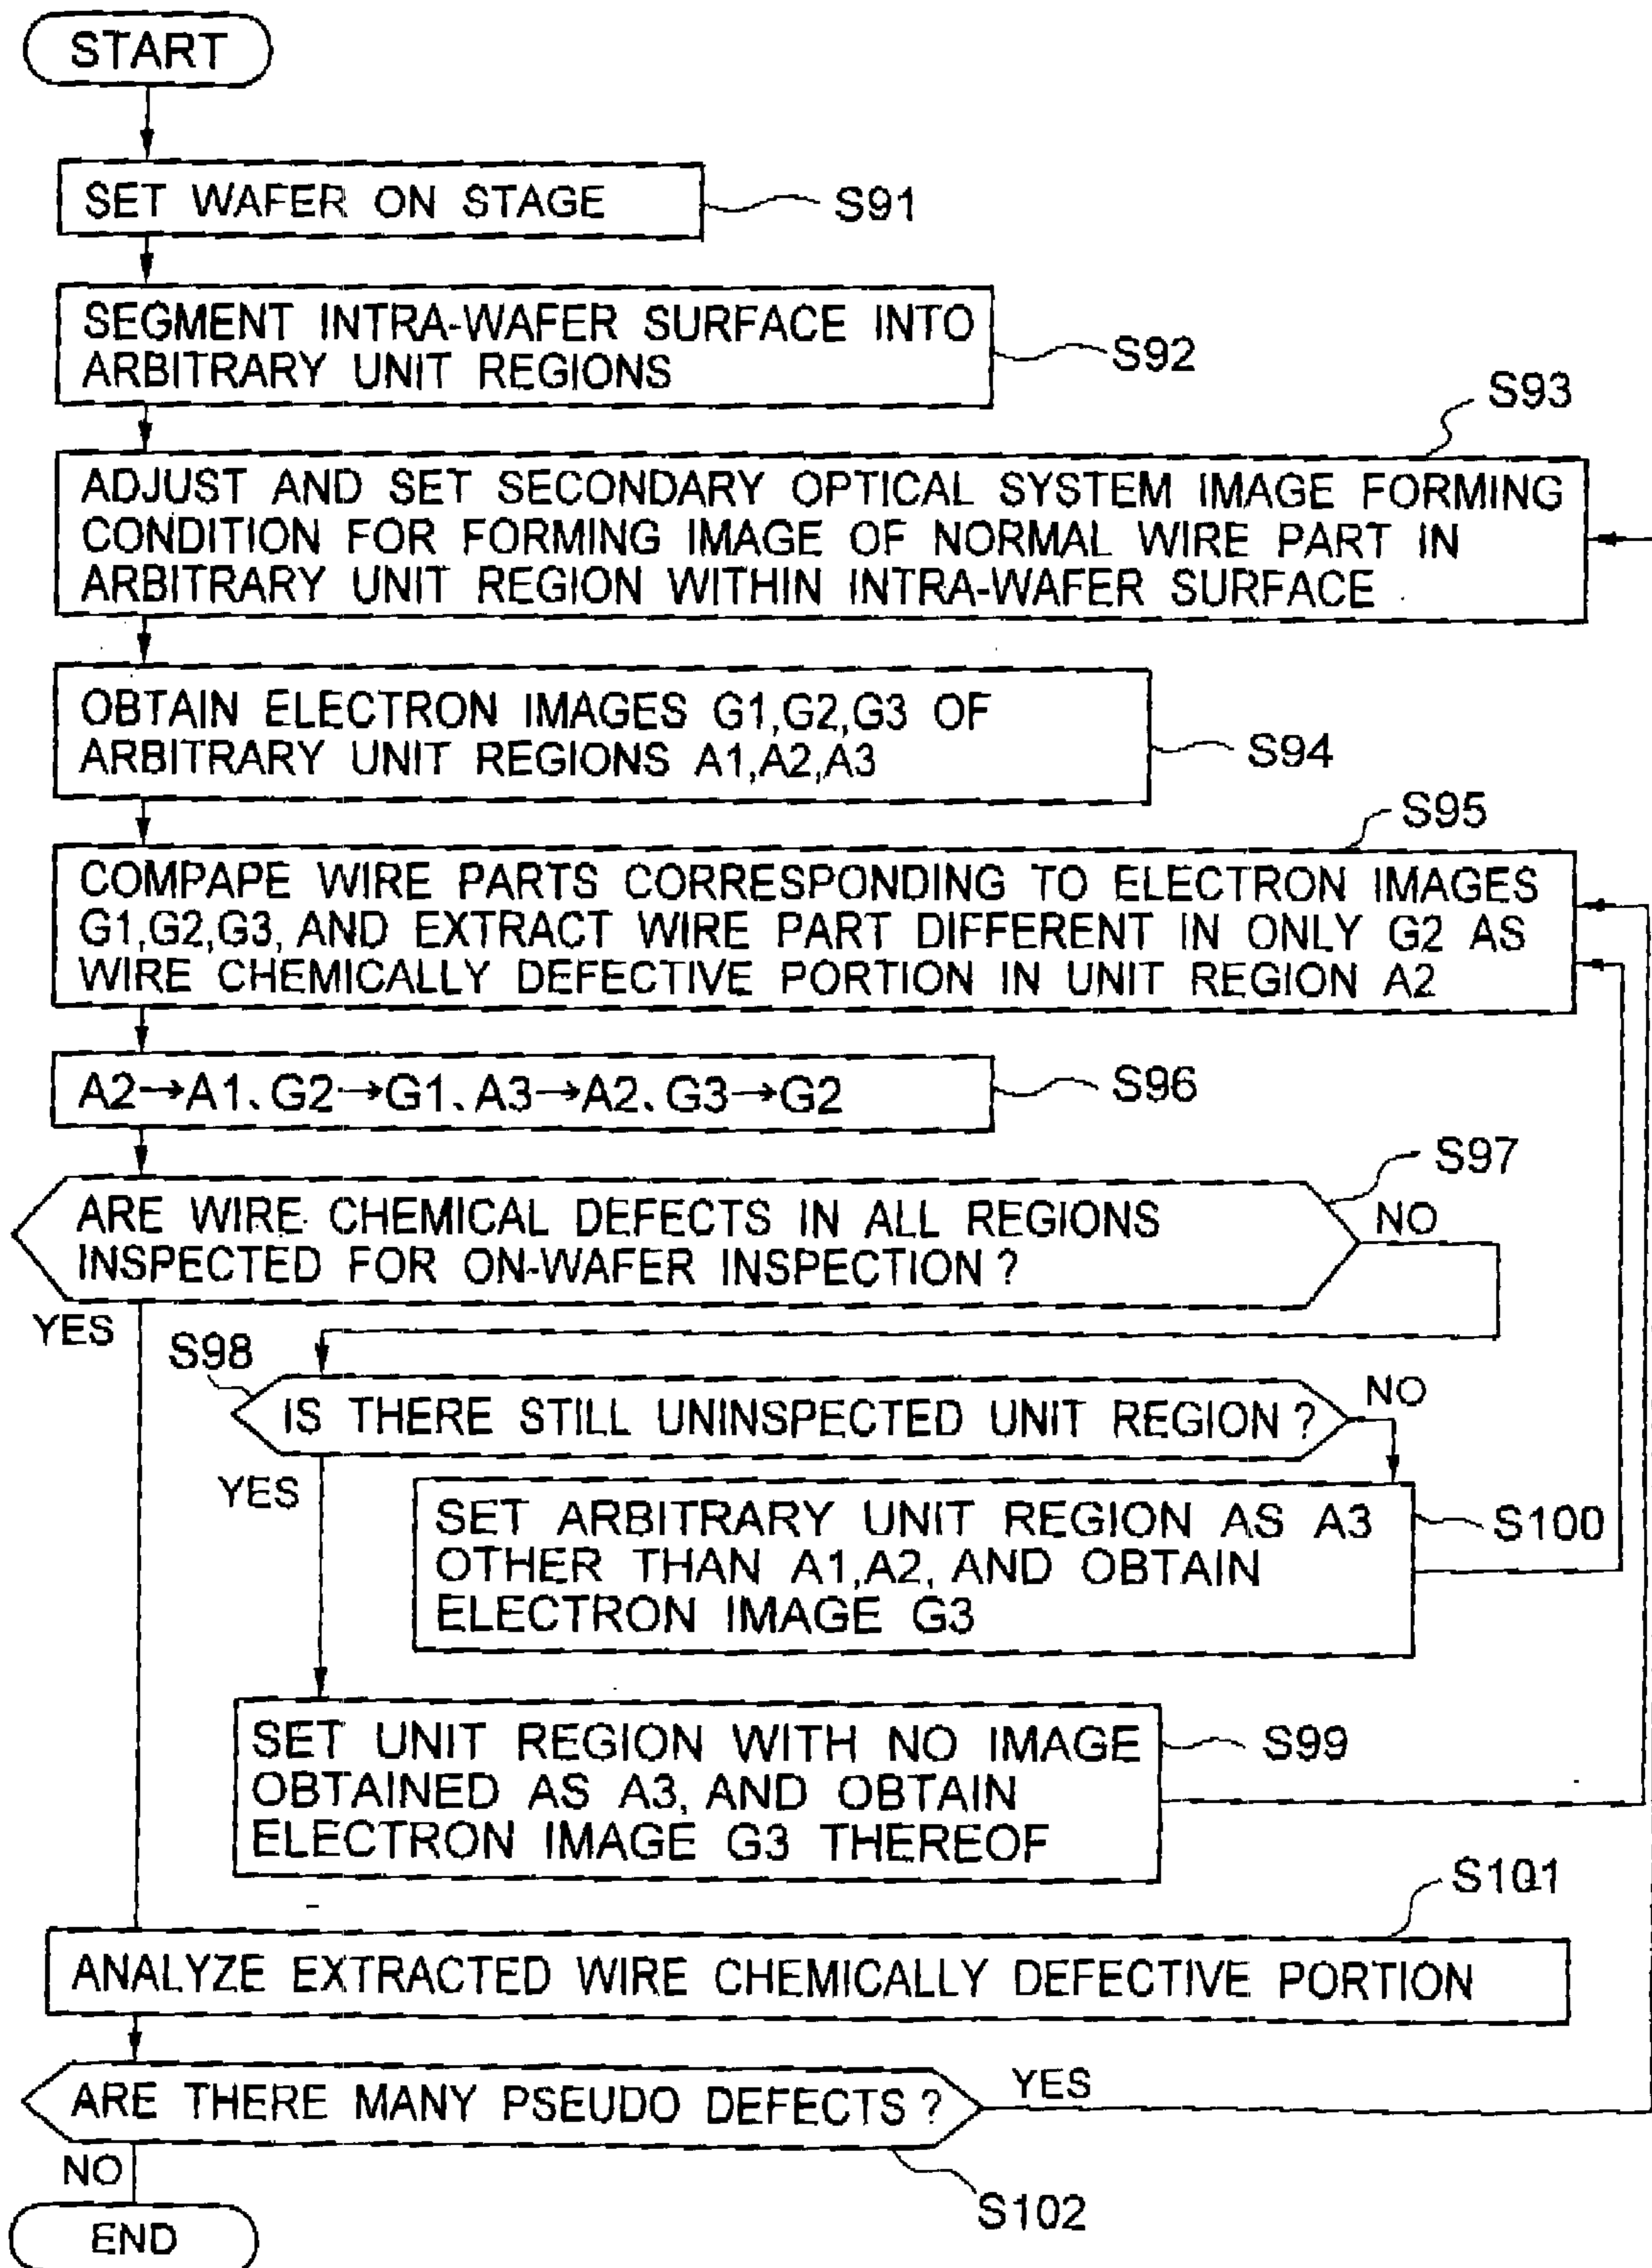 START
SET WAFER ON STAGE
S91
SEGMENT INTRA-WAFER SURFACE INTO
ARBITRARY UNIT REGIONS
S92
S93
ADJUST AND SET SECONDARY OPTICAL SYSTEM IMAGE FORMING
CONDITION FOR FORMING IMAGE OF NORMAL WIRE PART IN
ARBITRARY UNIT REGION WITHIN INTRA-WAFER SURFACE
OBTAIN ELECTRON IMAGES G1,G2,G3 OF
ARBITRARY UNIT REGIONS A1,A2,A3
S94
S95
COMPAPE WIRE PARTS CORRESPONDING TO ELECTRON IMAGES
G1,G2,G3, AND EXTRACT WIRE PART DIFFERENT IN ONLY G2 AS
WIRE CHEMICALLY DEFECTIVE PORTION IN UNIT REGION A2
A2→A1、G2→G1、A3→A2、G3→G2
S96
S97
ARE WIRE CHEMICAL DEFECTS IN ALL REGIONS
INSPECTED FOR ON-WAFER INSPECTION?
NO
YES
S98
IS THERE STILL UNINSPECTED UNIT REGION?
NO
YES
SET ARBITRARY UNIT REGION AS A3
OTHER THAN A1,A2, AND OBTAIN
ELECTRON IMAGE G3
S100
SET UNIT REGION WITH NO IMAGE
OBTAINED AS A3, AND OBTAIN
ELECTRON IMAGE G3 THEREOF
S99
S101
ANALYZE EXTRACTED WIRE CHEMICALLY DEFECTIVE PORTION
ARE THERE MANY PSEUDO DEFECTS?
YES
NO
S102
END